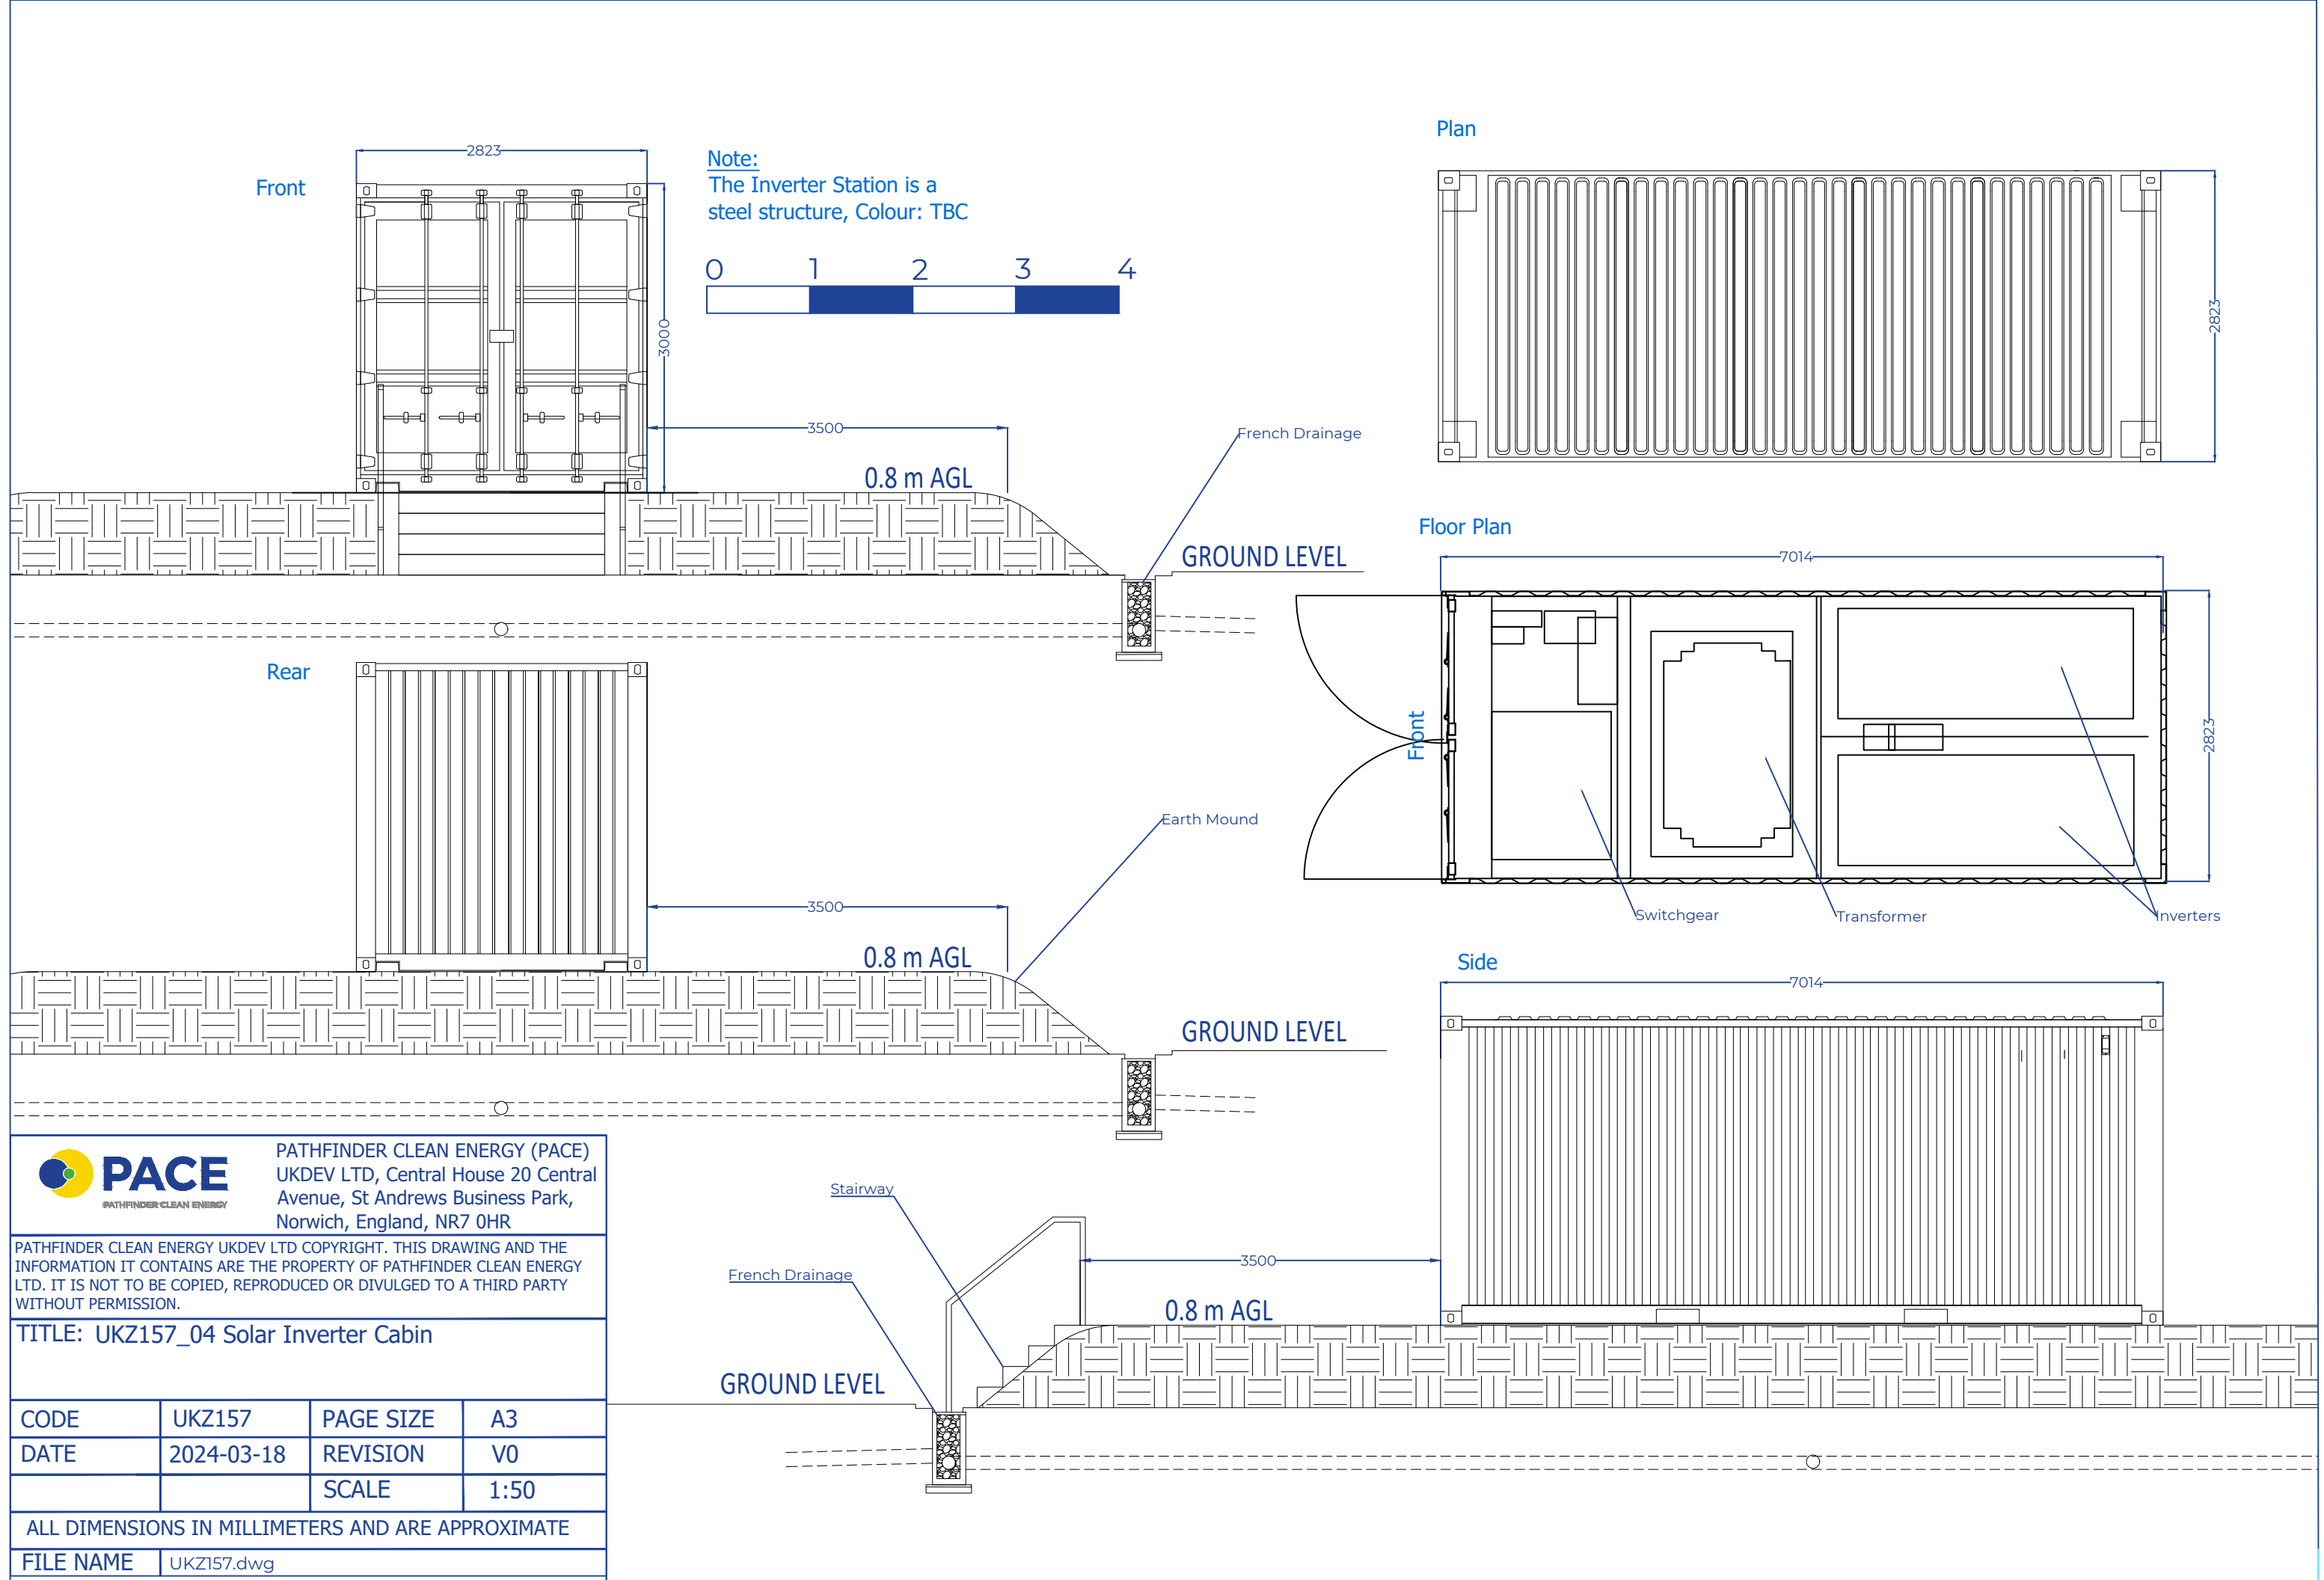 Plan
2823
Front
Note:
The Inverter Station is a
steel structure, Colour: TBC
0 1 2 3 4
3000
2823
3500
French Drainage
0.8 m AGL
GROUND LEVEL
Floor Plan
7014
Front
2823
Switchgear
Transformer
Inverters
Rear
Earth Mound
3500
0.8 m AGL
GROUND LEVEL
Side
7014
Stairway
French Drainage
3500
0.8 m AGL
GROUND LEVEL
PACE
PATHFINDER CLEAN ENERGY
PATHFINDER CLEAN ENERGY (PACE)
UKDEV LTD, Central House 20 Central
Avenue, St Andrews Business Park,
Norwich, England, NR7 0HR
PATHFINDER CLEAN ENERGY UKDEV LTD COPYRIGHT. THIS DRAWING AND THE
INFORMATION IT CONTAINS ARE THE PROPERTY OF PATHFINDER CLEAN ENERGY
LTD. IT IS NOT TO BE COPIED, REPRODUCED OR DIVULGED TO A THIRD PARTY
WITHOUT PERMISSION.
TITLE: UKZ157_04 Solar Inverter Cabin
CODE UKZ157 PAGE SIZE A3
DATE 2024-03-18 REVISION V0
SCALE 1:50
ALL DIMENSIONS IN MILLIMETERS AND ARE APPROXIMATE
FILE NAME UKZ157.dwg